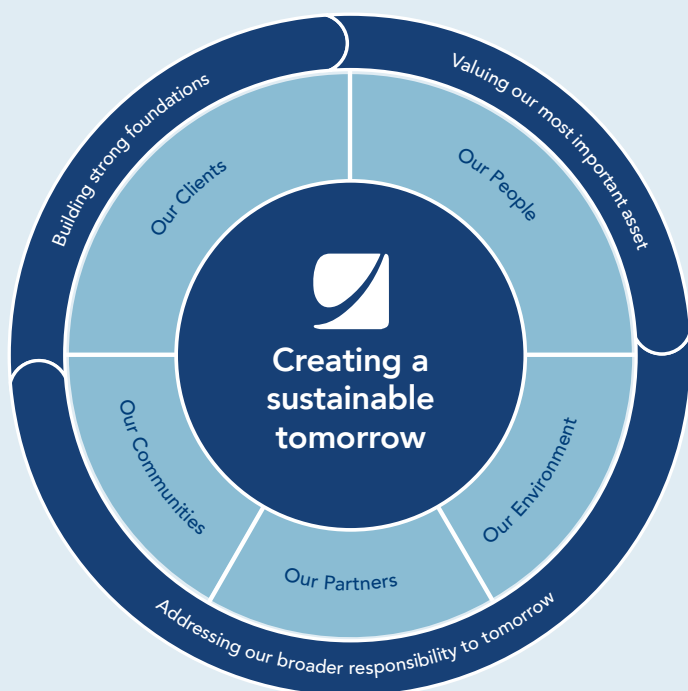 Building strong foundations
Valuing our most important asset
Our Clients
Our People
Creating a
sustainable
tomorrow
Our Communities
Our Environment
Our Partners
Addressing our broader responsibility to tomorrow